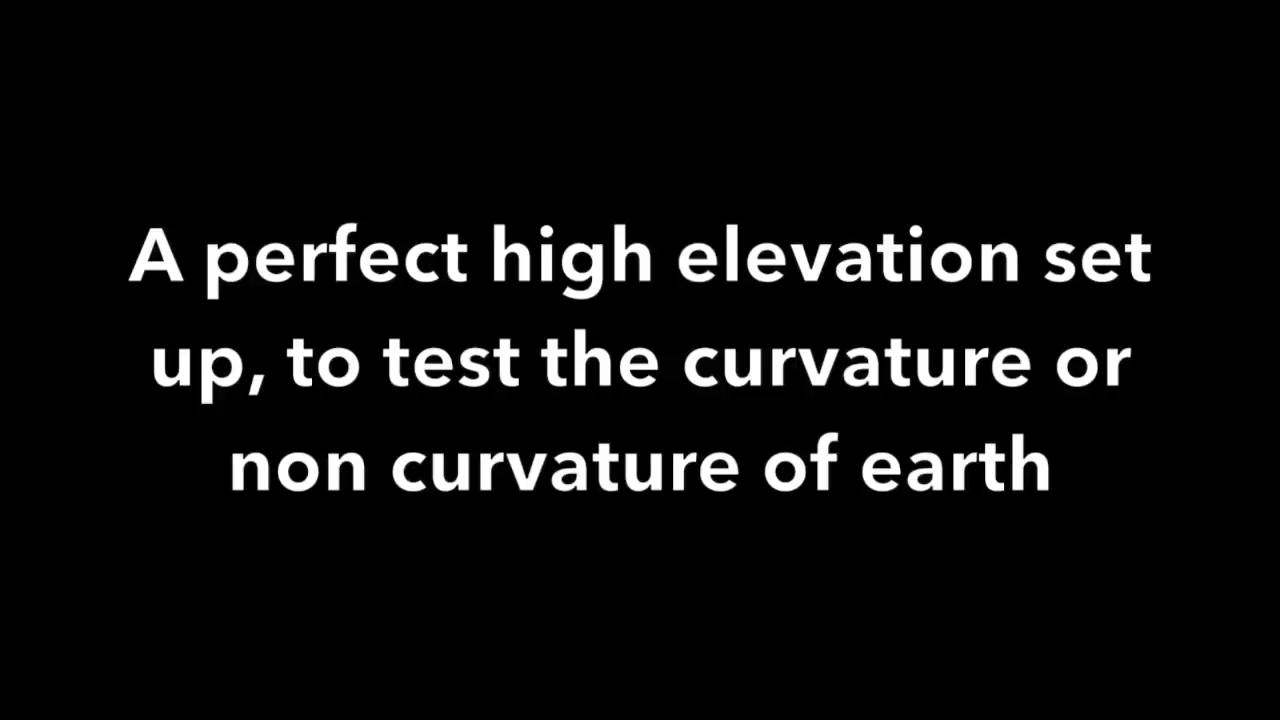 A perfect high elevation set
up, to test the curvature or
non curvature of earth